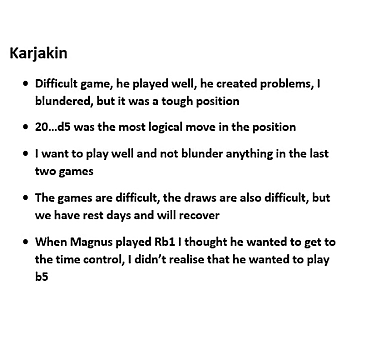 Karjakin
• Difficult game, he played well, he created problems, I
blundered, but it was a tough position
• 20...d5 was the most logical move in the position
• I want to play well and not blunder anything in the last
two games
• The games are difficult, the draws are also difficult, but
we have rest days and will recover
• When Magnus played Rb1 I thought he wanted to get to
the time control, I didn't realise that he wanted to play
b5